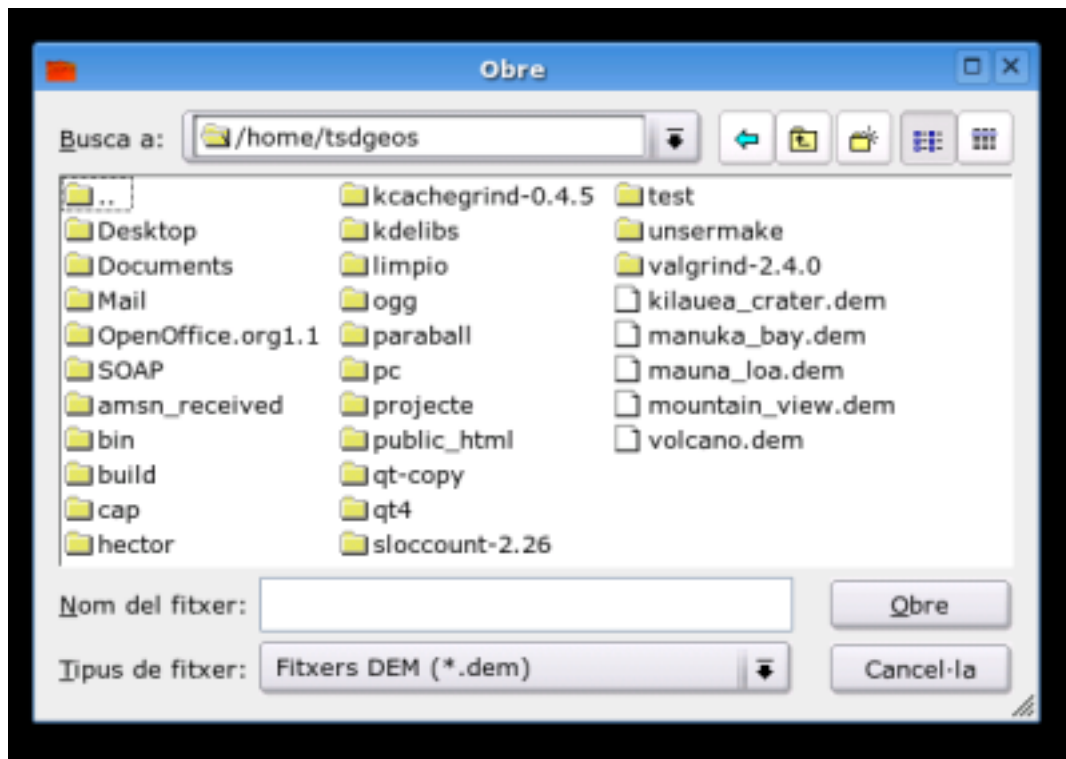 Obre
Busca a: /home/tsdgeos
..
Desktop
Documents
Mail
OpenOffice.org1.1
SOAP
amsn_received
bin
build
cap
hector
kcachegrind-0.4.5
kdelibs
limpio
ogg
paraball
pc
projecte
public_html
qt-copy
qt4
sloccount-2.26
test
unsermake
valgrind-2.4.0
kilauea_crater.dem
manuka_bay.dem
mauna_loa.dem
mountain_view.dem
volcano.dem
Nom del fitxer:
Obre
Tipus de fitxer: Fitxers DEM (*.dem)
Cancel·la